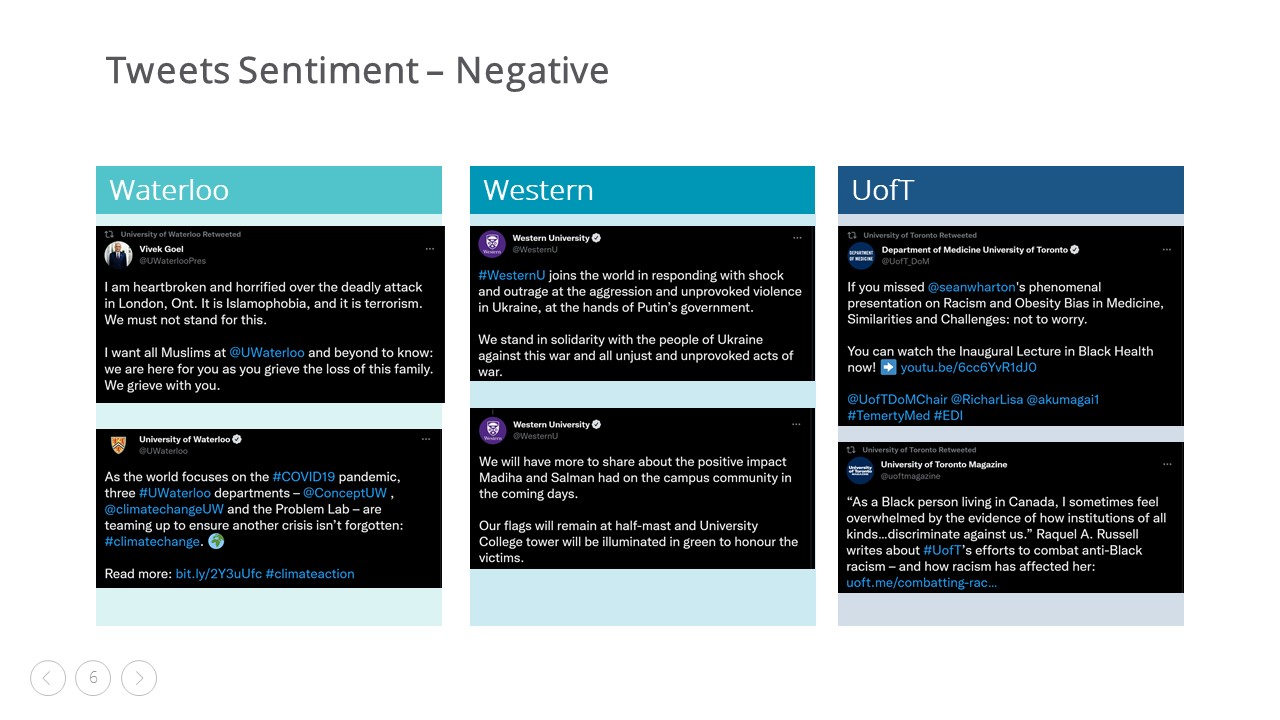 Tweets Sentiment – Negative
Waterloo
University of Waterloo Retweeted
Vivek Goel
@UWaterlooPres
I am heartbroken and horrified over the deadly attack
in London, Ont. It is Islamophobia, and it is terrorism.
We must not stand for this.
I want all Muslims at @UWaterloo and beyond to know:
we are here for you as you grieve the loss of this family.
We grieve with you.
University of Waterloo
@UWaterloo
As the world focuses on the #COVID19 pandemic,
three #UWaterloo departments – @ConceptUW ,
@climatechangeUW and the Problem Lab – are
teaming up to ensure another crisis isn't forgotten:
#climatechange. 🌍
Read more: bit.ly/2Y3uUfc #climateaction
Western
Western University
@WesternU
#WesternU joins the world in responding with shock
and outrage at the aggression and unprovoked violence
in Ukraine, at the hands of Putin's government.
We stand in solidarity with the people of Ukraine
against this war and all unjust and unprovoked acts of
war.
Western University
@WesternU
We will have more to share about the positive impact
Madiha and Salman had on the campus community in
the coming days.
Our flags will remain at half-mast and University
College tower will be illuminated in green to honour the
victims.
UofT
University of Toronto Retweeted
DEPARTMENT OF MEDICINE
Department of Medicine University of Toronto
@UofT_DoM
If you missed @seanwharton's phenomenal
presentation on Racism and Obesity Bias in Medicine,
Similarities and Challenges: not to worry.
You can watch the Inaugural Lecture in Black Health
now! ➡ youtu.be/6cc6YvR1dJ0
@UofTDoMChair @RicharLisa @akumagai1
#TemertyMed #EDI
University of Toronto Retweeted
University of Toronto Magazine
@uoftmagazine
“As a Black person living in Canada, I sometimes feel
overwhelmed by the evidence of how institutions of all
kinds...discriminate against us.” Raquel A. Russell
writes about #UofT's efforts to combat anti-Black
racism – and how racism has affected her:
uoft.me/combatting-rac…
6